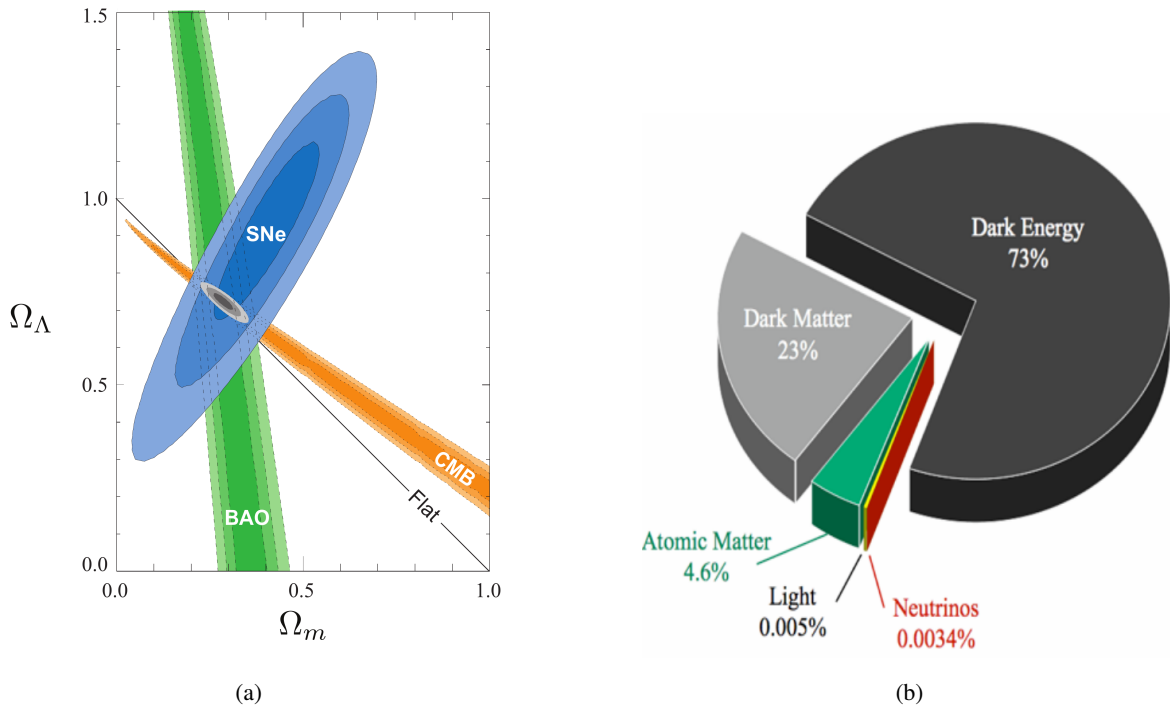 1.5
1.0
0.5
0.0
0.0
0.5
1.0
Ω_Λ
Ω_m
SNe
BAO
CMB
Flat
(a)
Dark Energy
73%
Dark Matter
23%
Atomic Matter
4.6%
Light
0.005%
Neutrinos
0.0034%
(b)